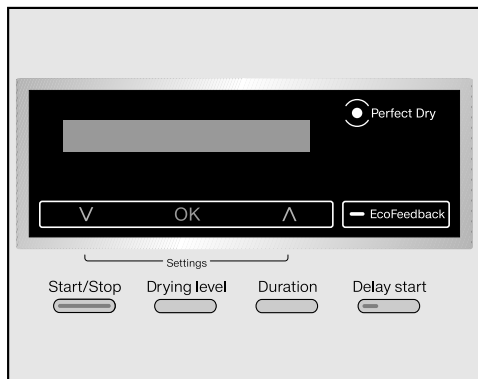 Perfect Dry
∨ OK ∧
EcoFeedback
Settings
Start/Stop Drying level Duration Delay start